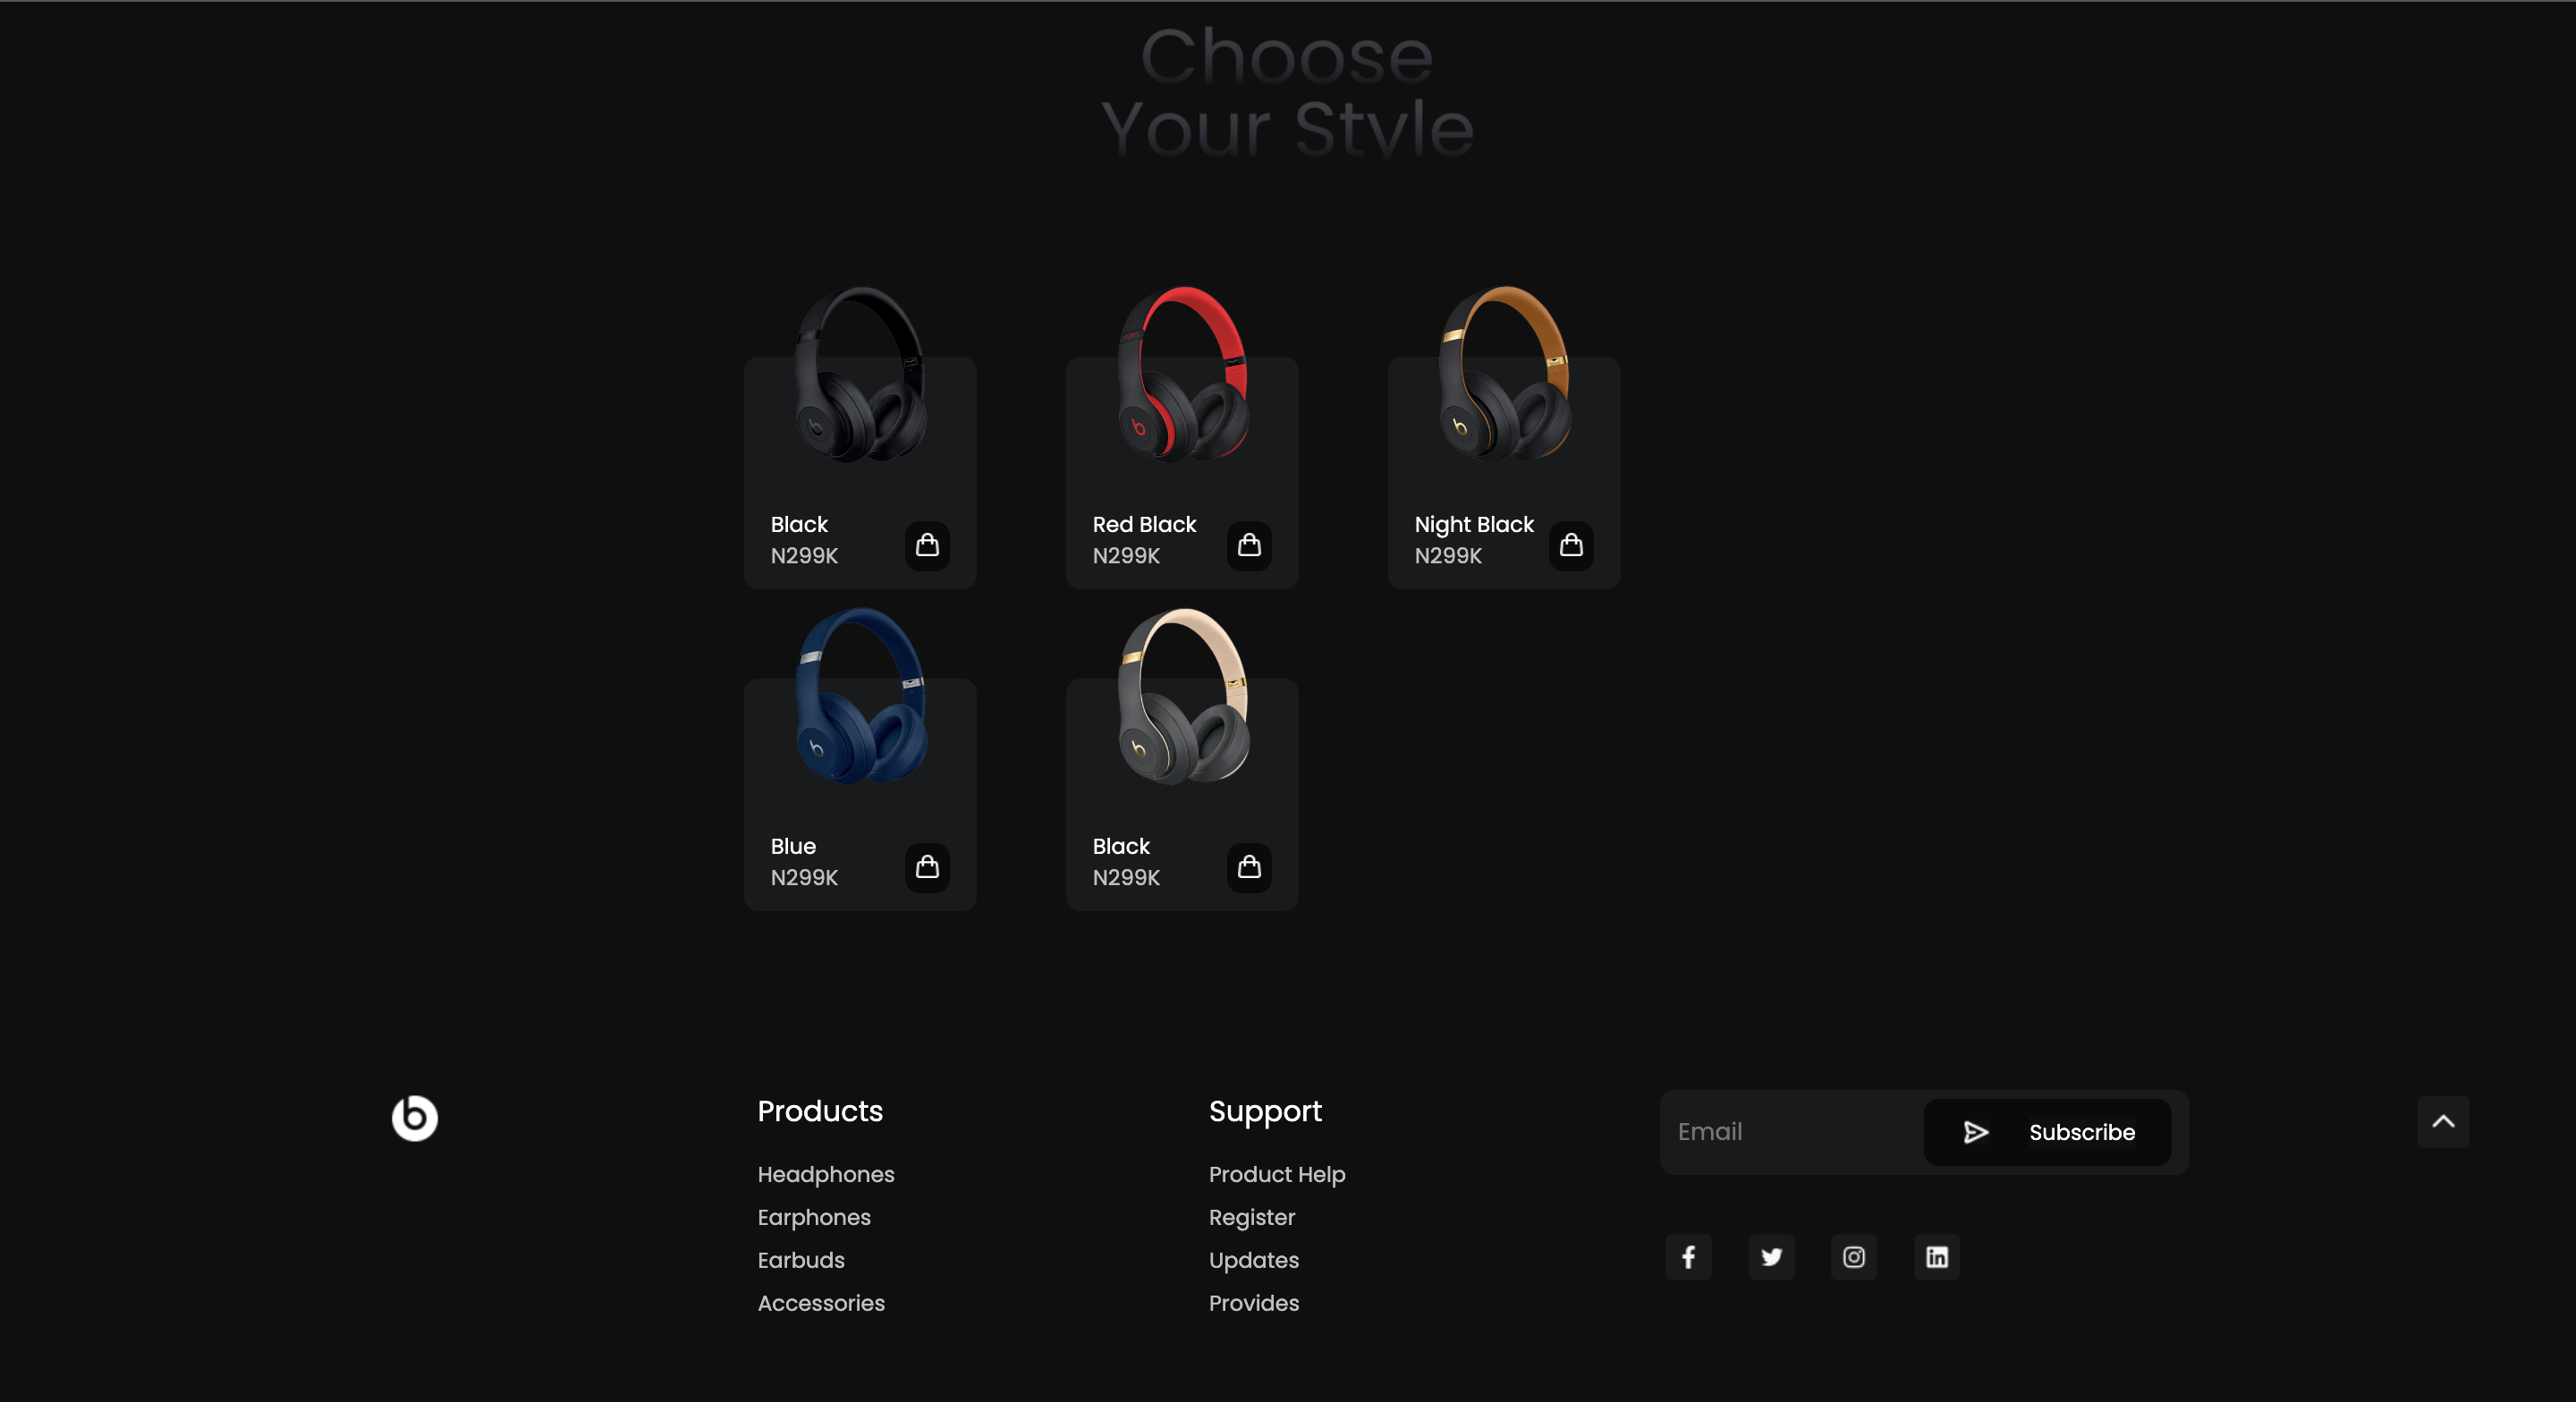 Choose
Your Style
Black
N299K
Red Black
N299K
Night Black
N299K
Blue
N299K
Black
N299K
Products
Headphones
Earphones
Earbuds
Accessories
Support
Product Help
Register
Updates
Provides
Email
Subscribe